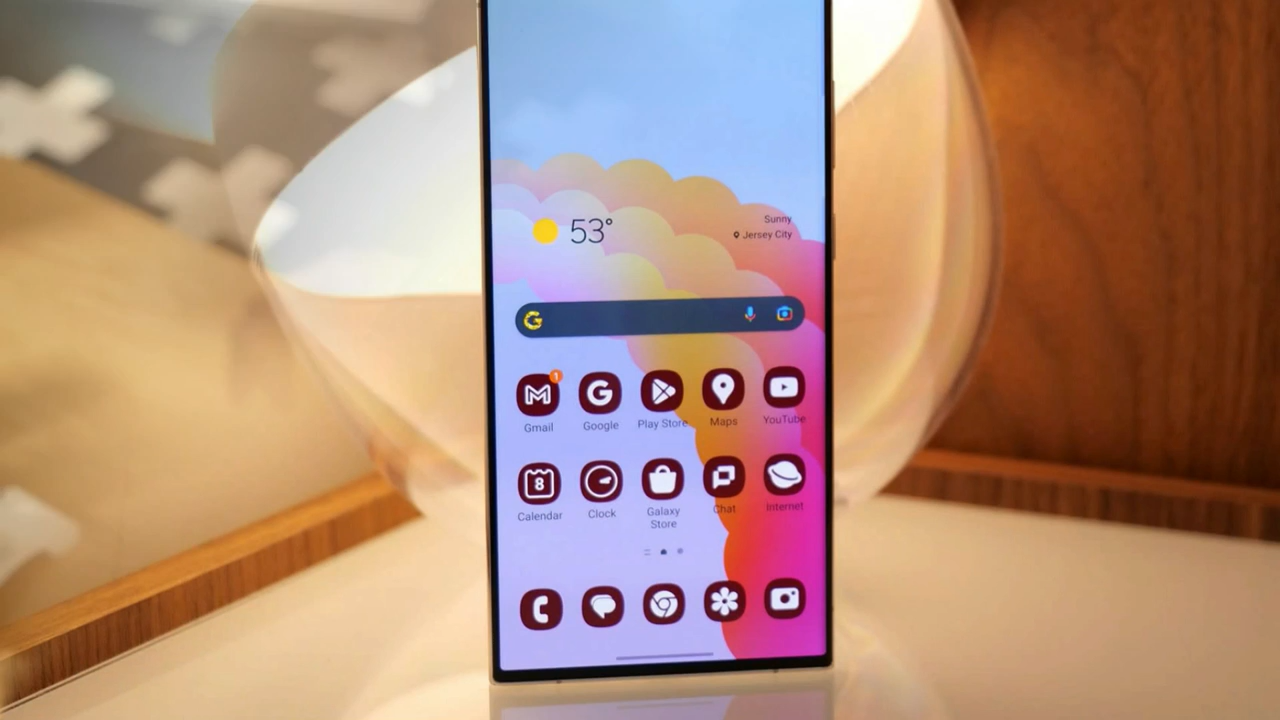 53°
Sunny
Jersey City
G
1
Gmail
G
Google
Play Store
Maps
YouTube
8
Calendar
Clock
Galaxy
Store
Chat
Internet